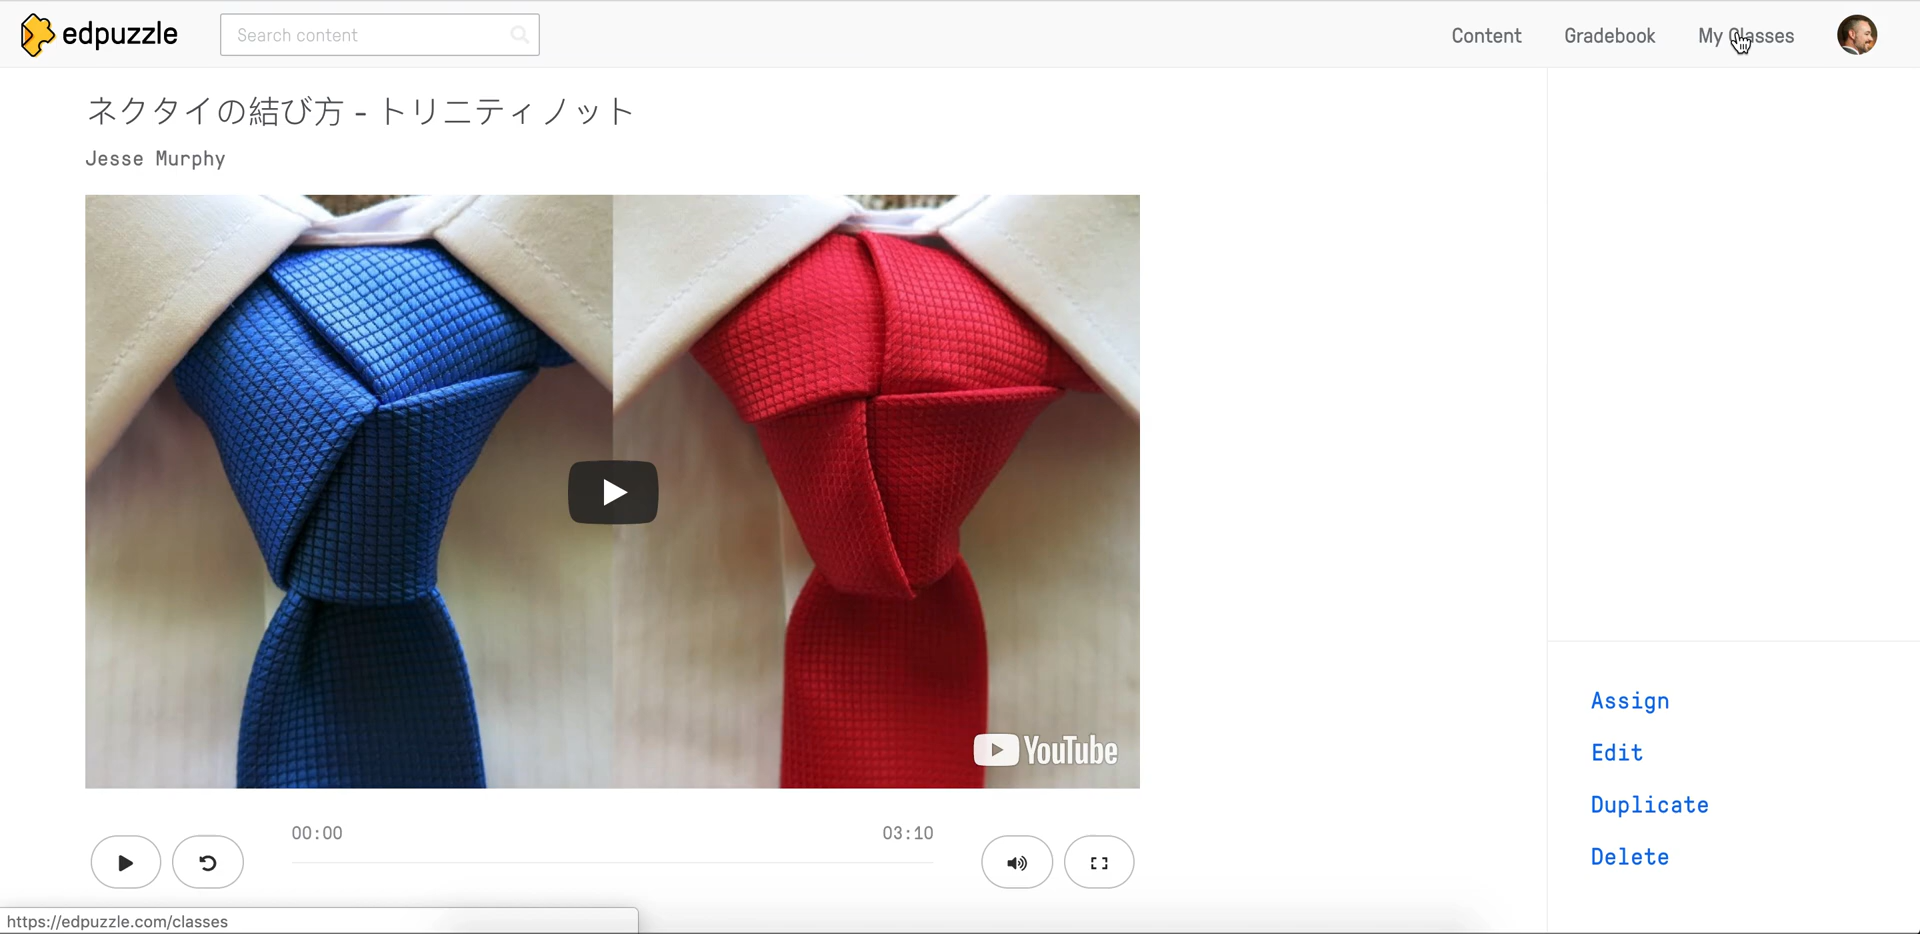 edpuzzle
Search content
Content
Gradebook
My Classes
ネクタイの結び方 - トリニティノット
Jesse Murphy
YouTube
00:00
03:10
Assign
Edit
Duplicate
Delete
https://edpuzzle.com/classes